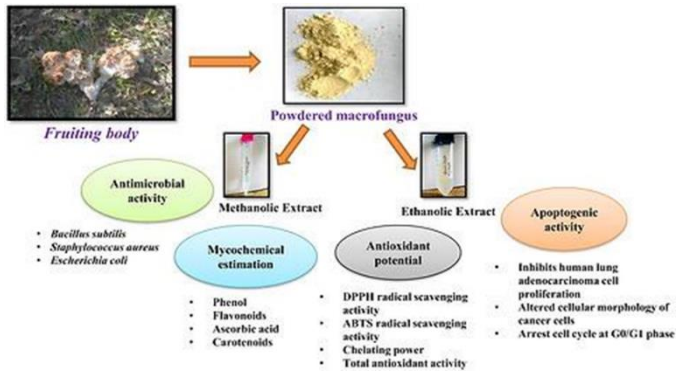 Fruiting body
Powdered macrofungus
Methanolic Extract
Ethanolic Extract
Antimicrobial
activity
• Bacillus subtilis
• Staphylococcus aureus
• Escherichia coli
Mycochemical
estimation
• Phenol
• Flavonoids
• Ascorbic acid
• Carotenoids
Antioxidant
potential
• DPPH radical scavenging
activity
• ABTS radical scavenging
activity
• Chelating power
• Total antioxidant activity
Apoptogenic
activity
• Inhibits human lung
adenocarcinoma cell
proliferation
• Altered cellular morphology of
cancer cells
• Arrest cell cycle at G0/G1 phase